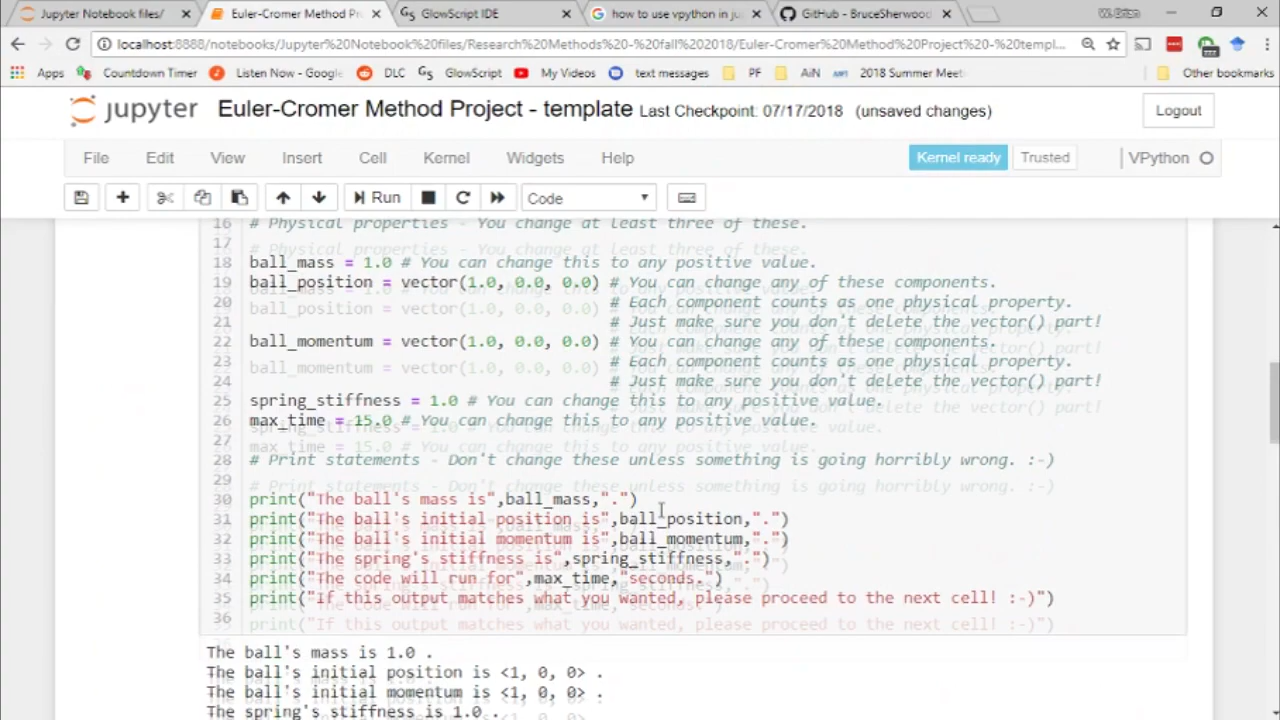 Jupyter Notebook files/
Euler-Cromer Method Pr
GlowScript IDE
how to use vpython in ju
GitHub - BruceSherwood
localhost:8888/notebooks/Jupyter%20Notebook%20files/Research%20Methods%20-%20fall%202018/Euler-Cromer%20Method%20Project%20-%20templ...
Apps Countdown Timer Listen Now - Google DLC GlowScript My Videos text messages PF AiN 2018 Summer Meet Other bookmarks
jupyter Euler-Cromer Method Project - template Last Checkpoint: 07/17/2018 (unsaved changes) Logout
File Edit View Insert Cell Kernel Widgets Help Kernel ready Trusted VPython
Run Code
16 # Physical properties - You change at least three of these.
17
18 ball_mass = 1.0 # You can change this to any positive value.
19 ball_position = vector(1.0, 0.0, 0.0) # You can change any of these components.
20 # Each component counts as one physical property.
21 # Just make sure you don't delete the vector() part!
22 ball_momentum = vector(1.0, 0.0, 0.0) # You can change any of these components.
23 # Each component counts as one physical property.
24 # Just make sure you don't delete the vector() part!
25 spring_stiffness = 1.0 # You can change this to any positive value.
26 max_time = 15.0 # You can change this to any positive value.
27
28 # Print statements - Don't change these unless something is going horribly wrong. :-)
29
30 print("The ball's mass is",ball_mass,".")
31 print("The ball's initial position is",ball_position,".")
32 print("The ball's initial momentum is",ball_momentum,".")
33 print("The spring's stiffness is",spring_stiffness,".")
34 print("The code will run for",max_time,"seconds.")
35 print("If this output matches what you wanted, please proceed to the next cell! :-)")
36
The ball's mass is 1.0 .
The ball's initial position is <1, 0, 0> .
The ball's initial momentum is <1, 0, 0> .
The spring's stiffness is 1.0 .